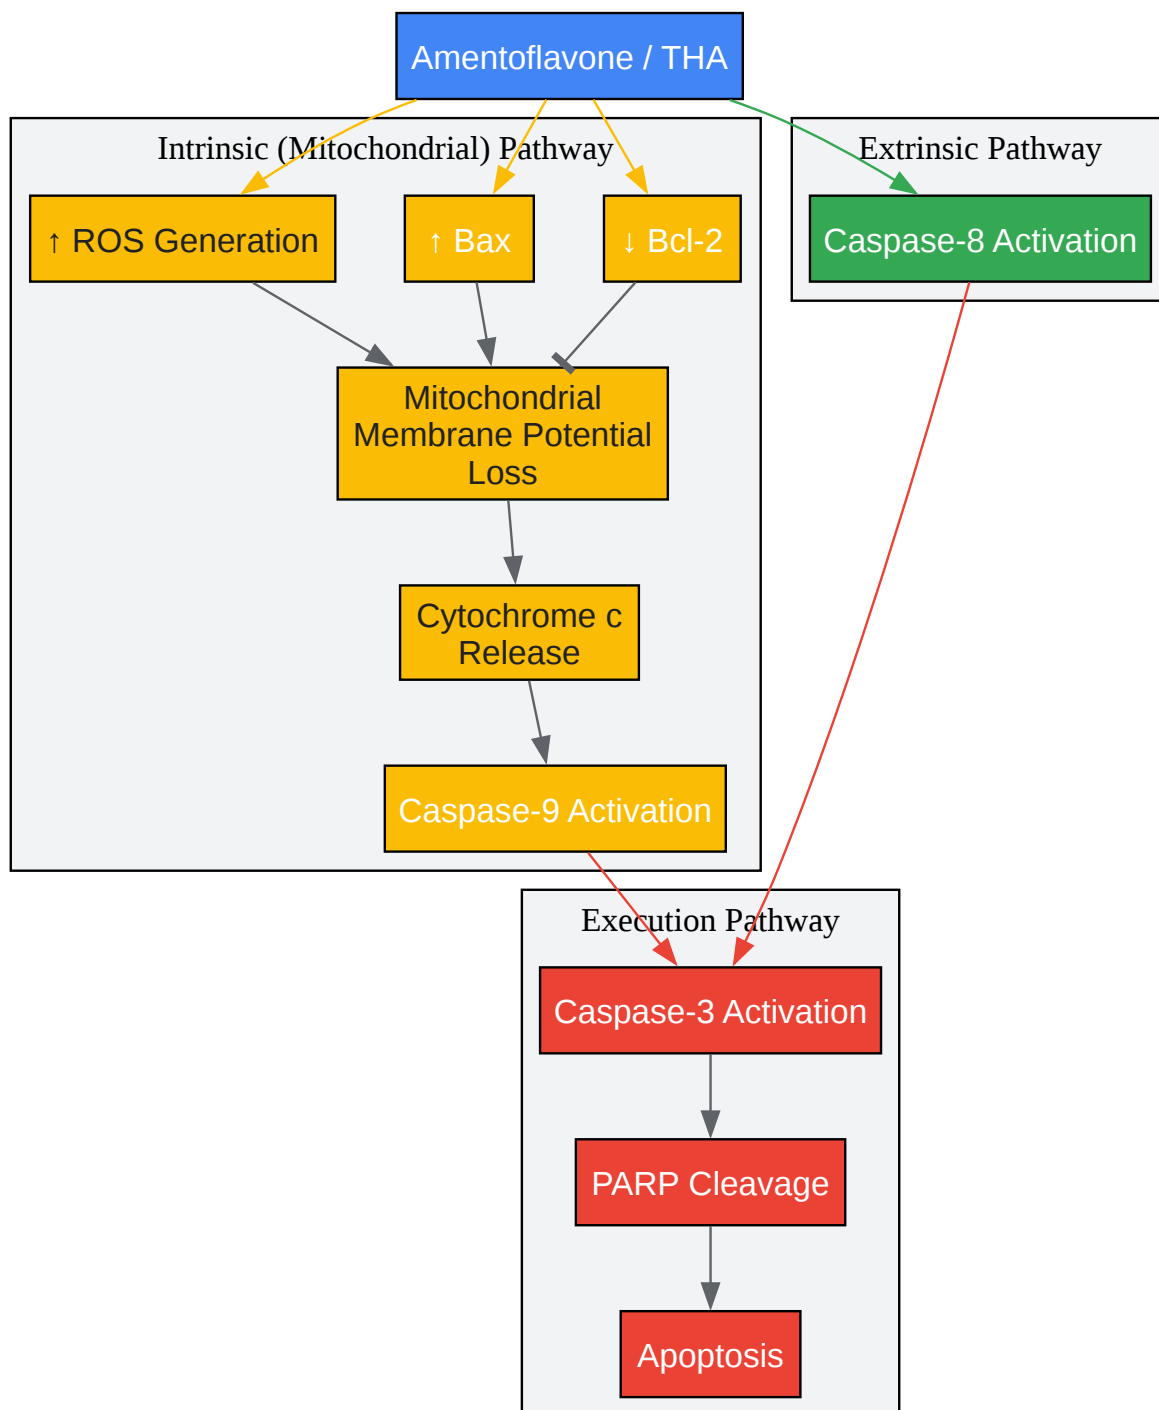 Amentoflavone / THA
Intrinsic (Mitochondrial) Pathway
Extrinsic Pathway
↑ ROS Generation
↑ Bax
↓ Bcl-2
Caspase-8 Activation
Mitochondrial
Membrane Potential
Loss
Cytochrome c
Release
Caspase-9 Activation
Execution Pathway
Caspase-3 Activation
PARP Cleavage
Apoptosis